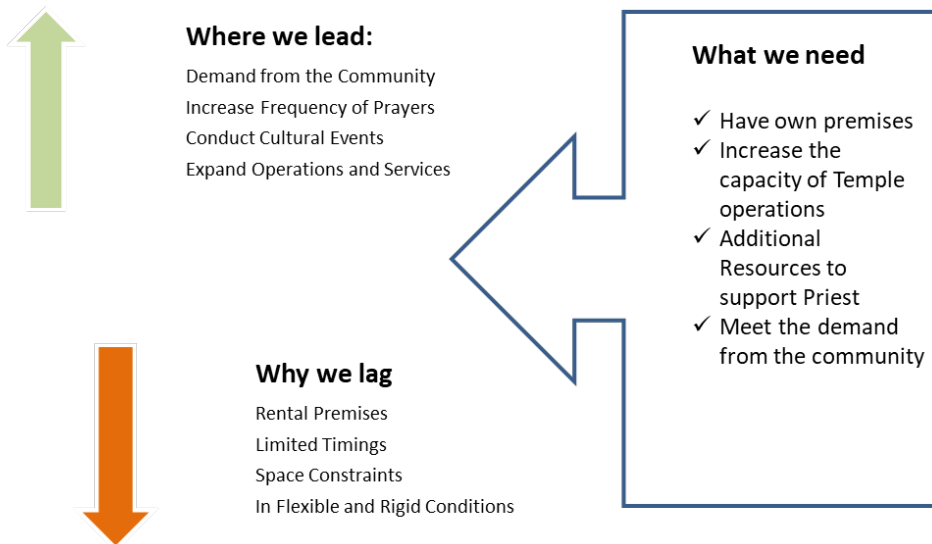 Where we lead:
Demand from the Community
Increase Frequency of Prayers
Conduct Cultural Events
Expand Operations and Services
Why we lag
Rental Premises
Limited Timings
Space Constraints
In Flexible and Rigid Conditions
What we need
✓ Have own premises
✓ Increase the
capacity of Temple
operations
✓ Additional
Resources to
support Priest
✓ Meet the demand
from the community